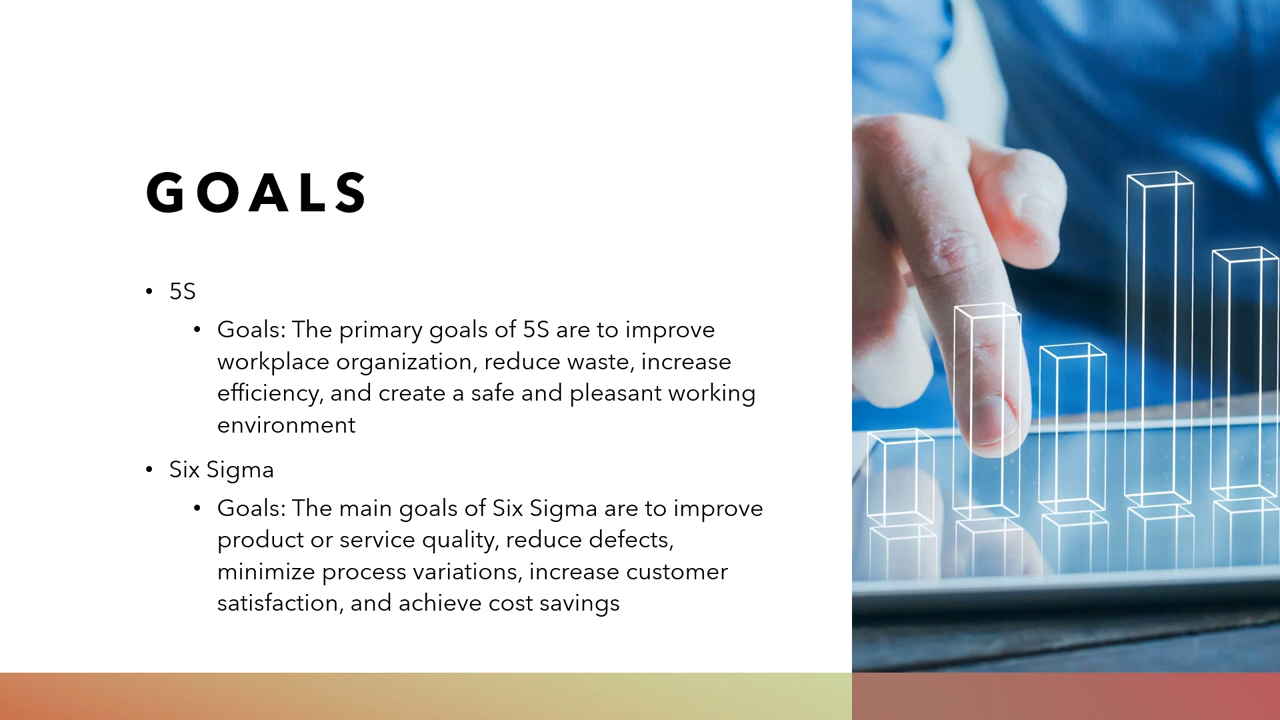 GOALS
• 5S
• Goals: The primary goals of 5S are to improve
workplace organization, reduce waste, increase
efficiency, and create a safe and pleasant working
environment
• Six Sigma
• Goals: The main goals of Six Sigma are to improve
product or service quality, reduce defects,
minimize process variations, increase customer
satisfaction, and achieve cost savings